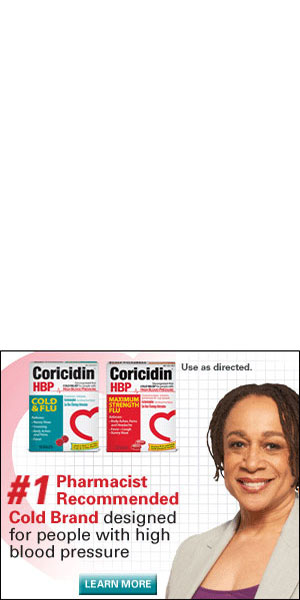 Coricidin
HBP
COLD
& FLU
Coricidin
HBP
MAXIMUM
STRENGTH
FLU
Use as directed.
#1 Pharmacist
Recommended
Cold Brand designed
for people with high
blood pressure
LEARN MORE